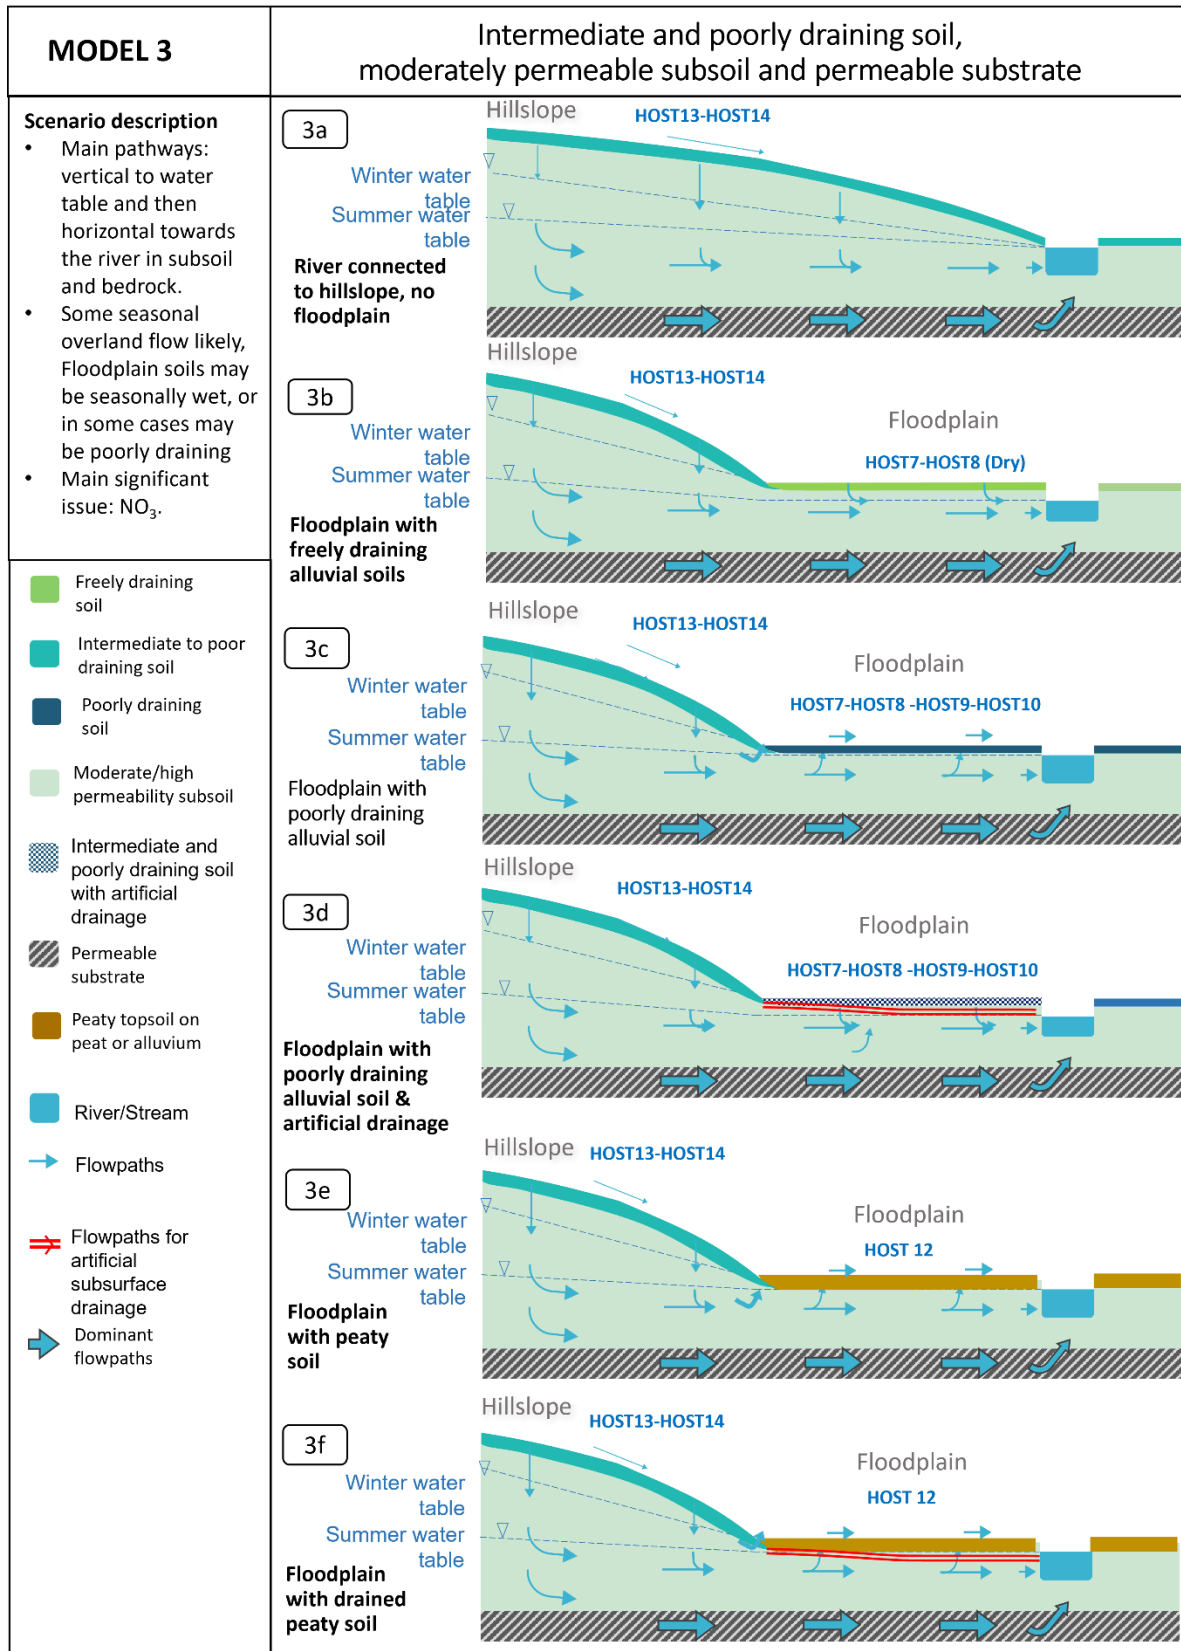 MODEL 3
Intermediate and poorly draining soil,
moderately permeable subsoil and permeable substrate
Scenario description
• Main pathways:
vertical to water
table and then
horizontal towards
the river in subsoil
and bedrock.
• Some seasonal
overland flow likely,
Floodplain soils may
be seasonally wet, or
in some cases may
be poorly draining
• Main significant
issue: NO₃.
Freely draining
soil
Intermediate to poor
draining soil
Poorly draining
soil
Moderate/high
permeability subsoil
Intermediate and
poorly draining soil
with artificial
drainage
Permeable
substrate
Peaty topsoil on
peat or alluvium
River/Stream
Flowpaths
Flowpaths for
artificial
subsurface
drainage
Dominant
flowpaths
3a
Hillslope
HOST13-HOST14
Winter water
table
Summer water
table
River connected
to hillslope, no
floodplain
3b
Hillslope
HOST13-HOST14
Winter water
table
Summer water
table
Floodplain
HOST7-HOST8 (Dry)
Floodplain with
freely draining
alluvial soils
3c
Hillslope
HOST13-HOST14
Winter water
table
Summer water
table
Floodplain
HOST7-HOST8 -HOST9-HOST10
Floodplain with
poorly draining
alluvial soil
3d
Hillslope
HOST13-HOST14
Winter water
table
Summer water
table
Floodplain
HOST7-HOST8 -HOST9-HOST10
Floodplain with
poorly draining
alluvial soil &
artificial drainage
3e
Hillslope
HOST13-HOST14
Winter water
table
Summer water
table
Floodplain
HOST 12
Floodplain
with peaty
soil
3f
Hillslope
HOST13-HOST14
Winter water
table
Summer water
table
Floodplain
HOST 12
Floodplain
with drained
peaty soil